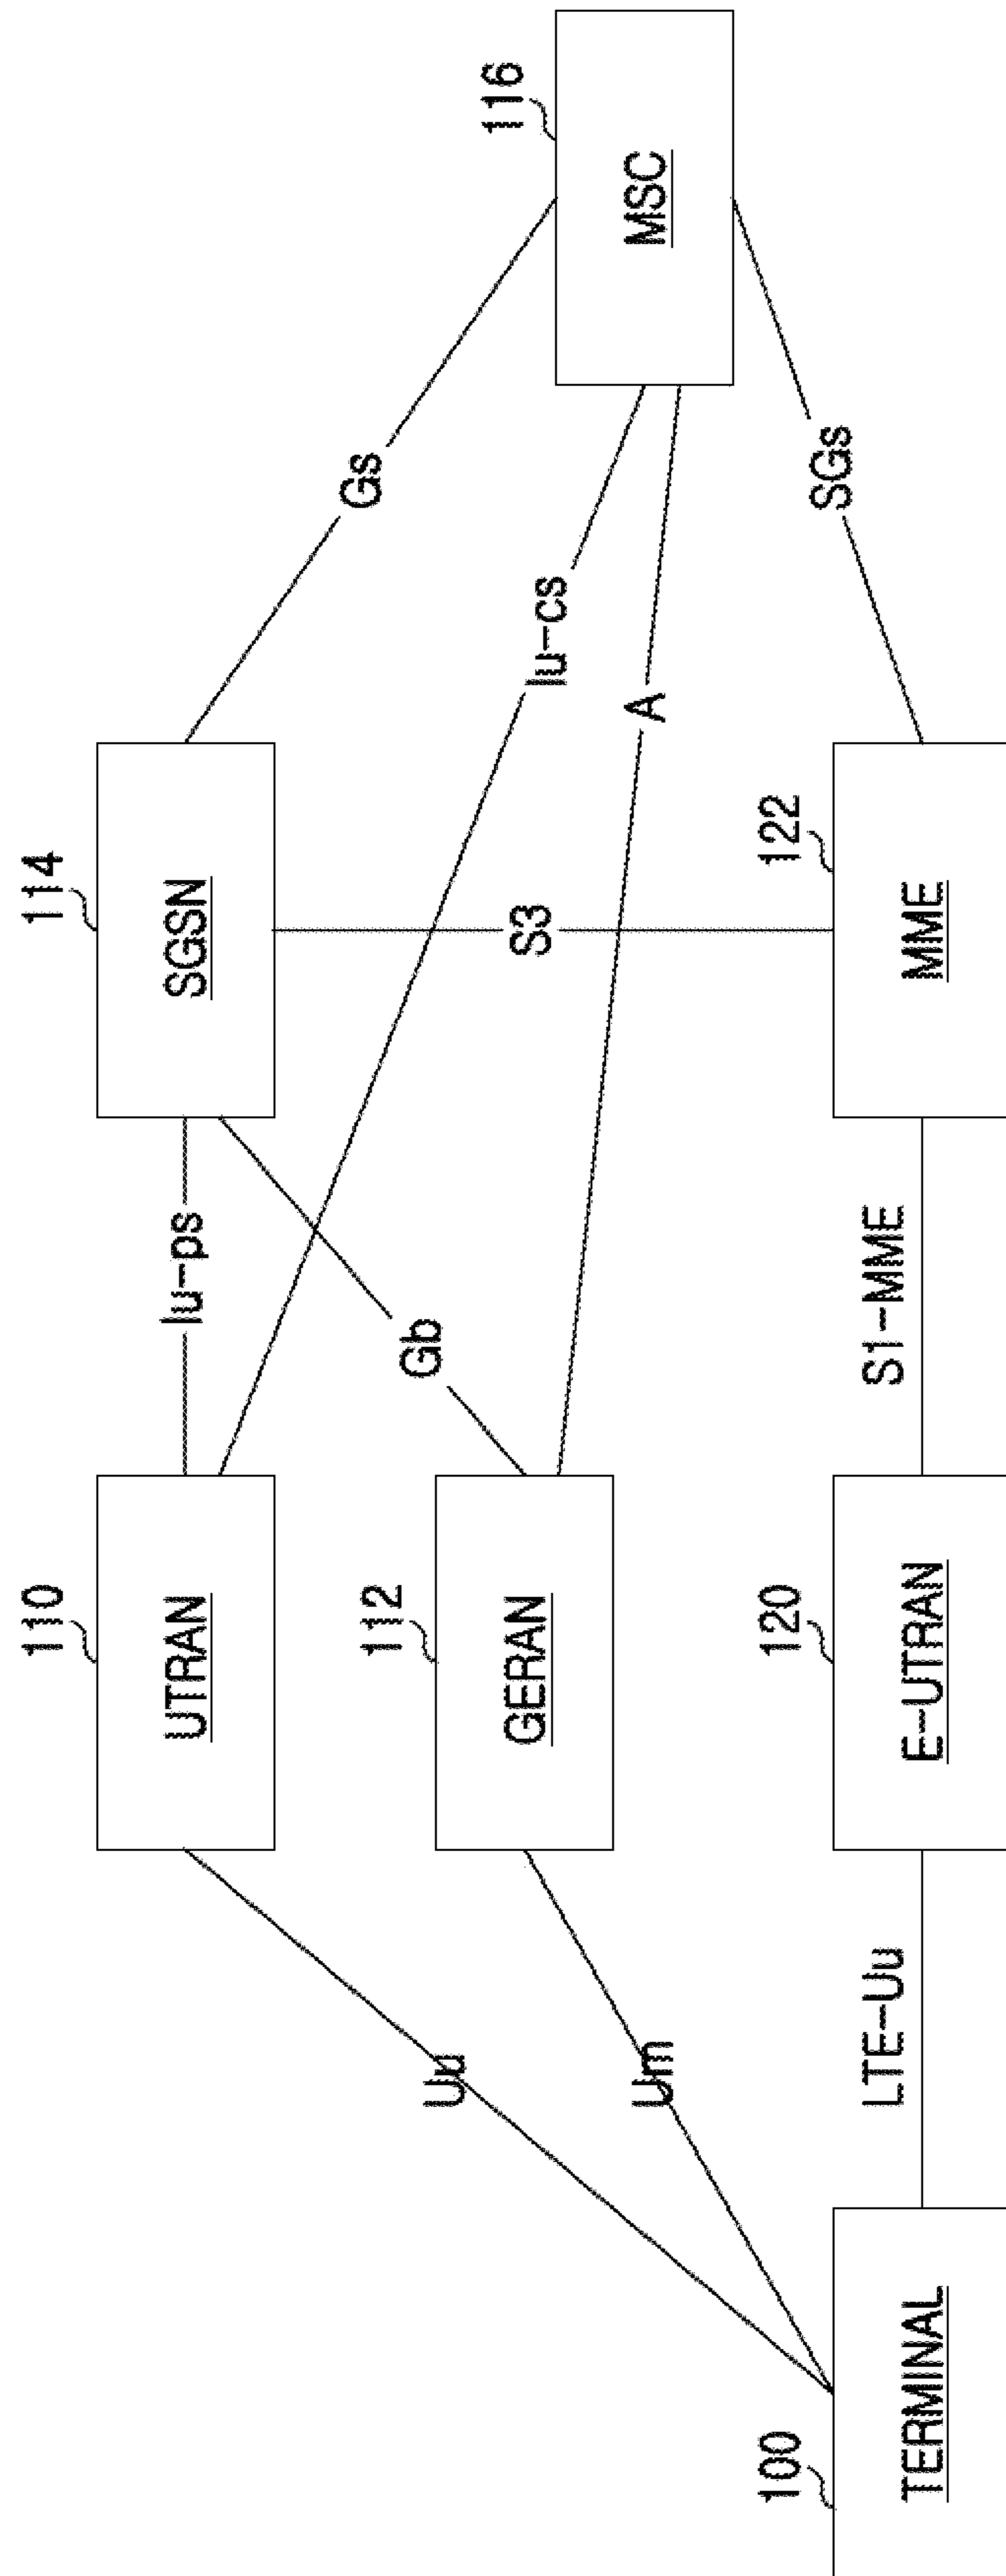 110
UTRAN
114
SGSN
Iu-ps
Gs
116
MSC
Uu
112
GERAN
Gb
Iu-cs
S3
A
Um
SGs
100
TERMINAL
LTE-Uu
120
E-UTRAN
S1-MME
122
MME